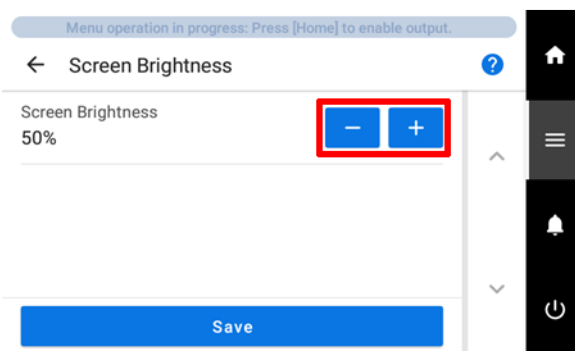 Menu operation in progress: Press [Home] to enable output.
Screen Brightness
?
Screen Brightness
50%
− +
Save